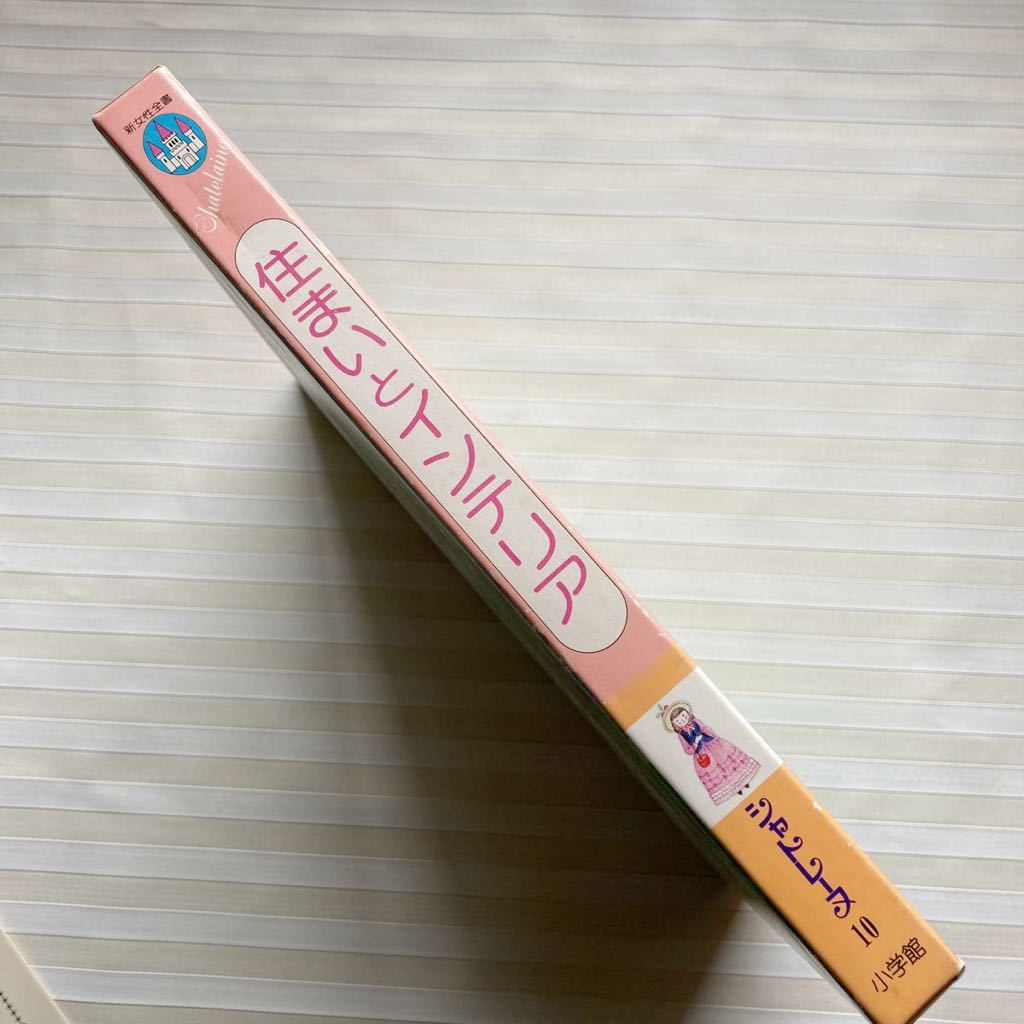 新女性全書
Chatelaine
住まいとインテリア
シャトレーヌ
10
小学館